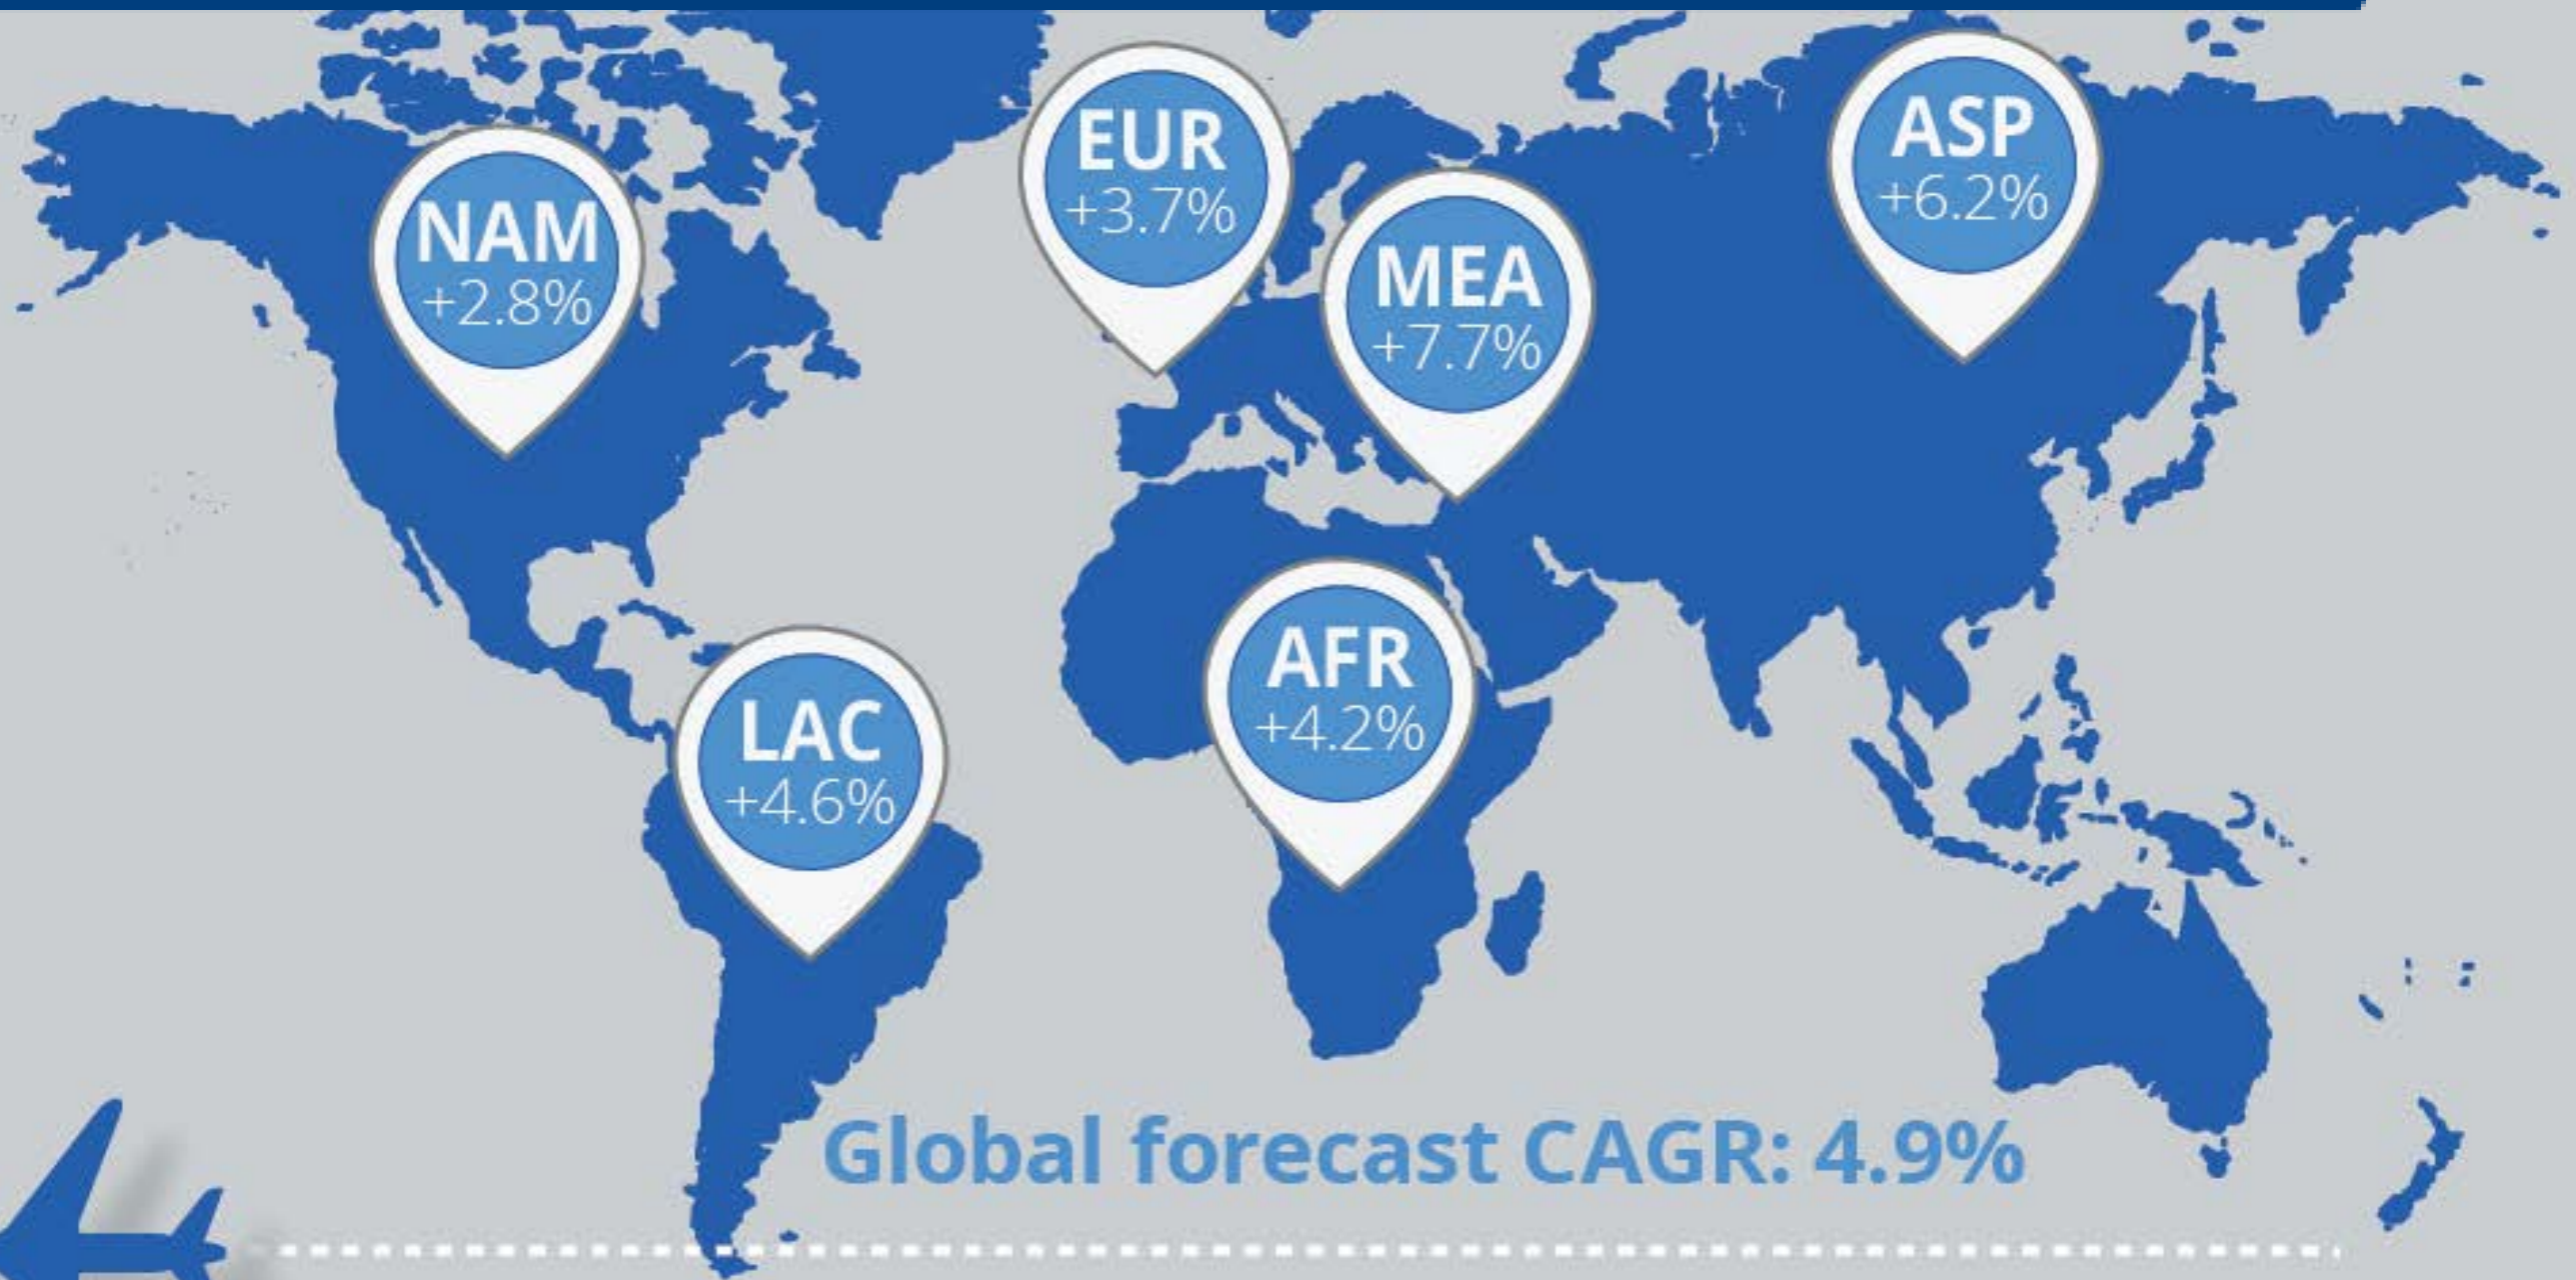 EUR
+3.7%
ASP
+6.2%
NAM
+2.8%
MEA
+7.7%
LAC
+4.6%
AFR
+4.2%
Global forecast CAGR: 4.9%